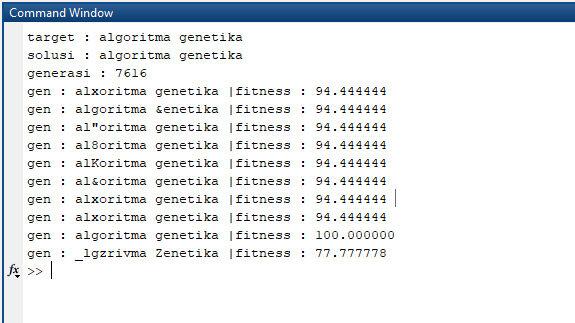 Command Window
target : algoritma genetika
solusi : algoritma genetika
generasi : 7616
gen : alxoritma genetika |fitness : 94.444444
gen : algoritma &enetika |fitness : 94.444444
gen : al"oritma genetika |fitness : 94.444444
gen : al8oritma genetika |fitness : 94.444444
gen : alKoritma genetika |fitness : 94.444444
gen : al&oritma genetika |fitness : 94.444444
gen : alxoritma genetika |fitness : 94.444444
gen : alxoritma genetika |fitness : 94.444444
gen : algoritma genetika |fitness : 100.000000
gen : _lgzrivma Zenetika |fitness : 77.777778
fx >>